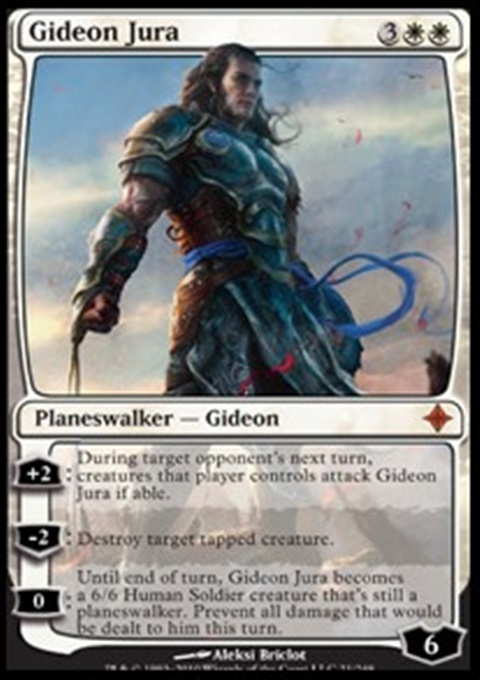 Gideon Jura 3
Planeswalker — Gideon
+2 : During target opponent's next turn,
creatures that player controls attack Gideon
Jura if able.
-2 : Destroy target tapped creature.
Until end of turn, Gideon Jura becomes
0 : a 6/6 Human Soldier creature that's still a
planeswalker. Prevent all damage that would
be dealt to him this turn.
6
Aleksi Briclot